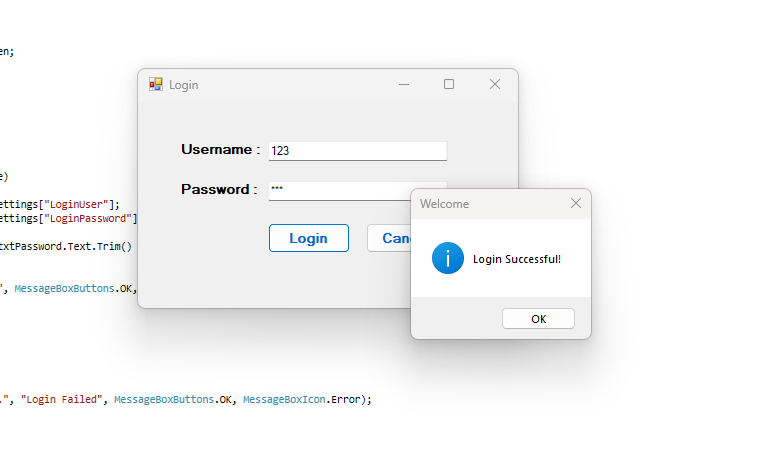 en;
Login
e)
Username : 123
ettings["LoginUser"];
Password : ***
ettings["LoginPassword"]
Welcome
txtPassword.Text.Trim()
Login
Canc
Login Successful!
", MessageBoxButtons.OK,
OK
.", "Login Failed", MessageBoxButtons.OK, MessageBoxIcon.Error);